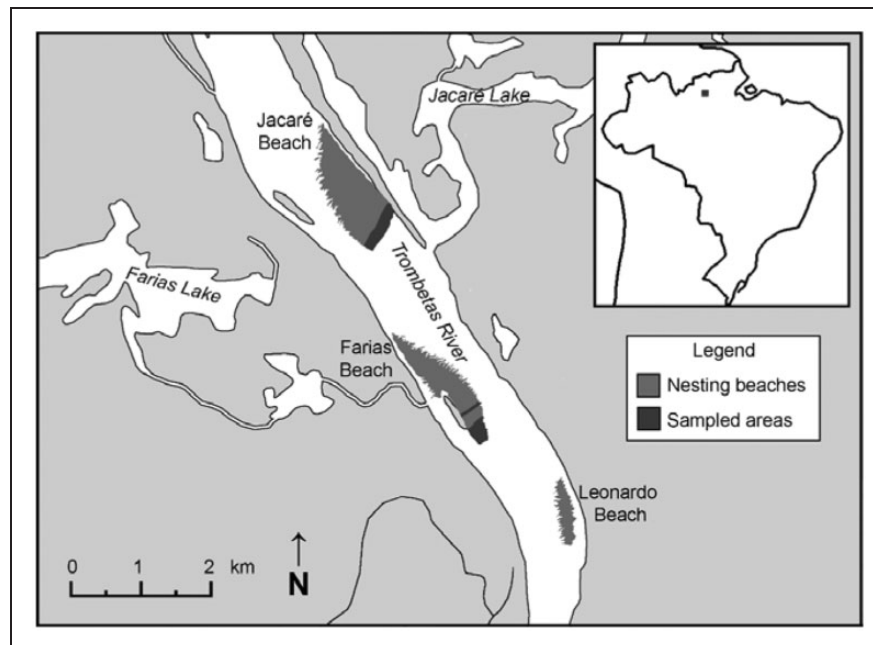 Jacaré Lake
Jacaré
Beach
Farias Lake
Trombetas River
Farias
Beach
Legend
Nesting beaches
Sampled areas
Leonardo
Beach
0 1 2 km
N